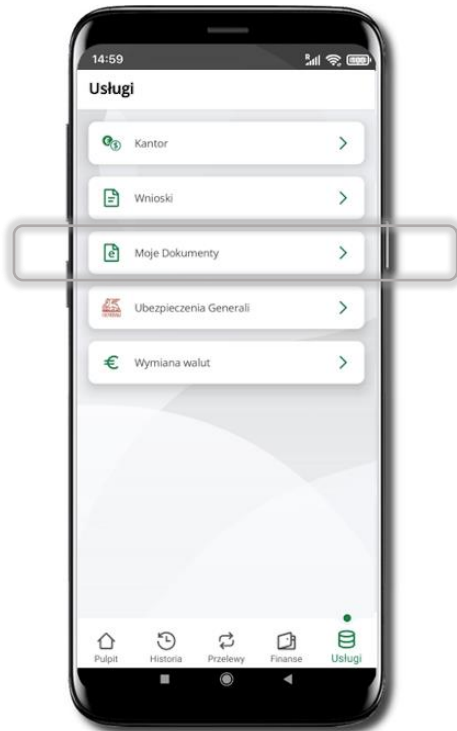 14:59
Usługi
Kantor
Wnioski
Moje Dokumenty
Ubezpieczenia Generali
Wymiana walut
Pulpit
Historia
Przelewy
Finanse
Usługi